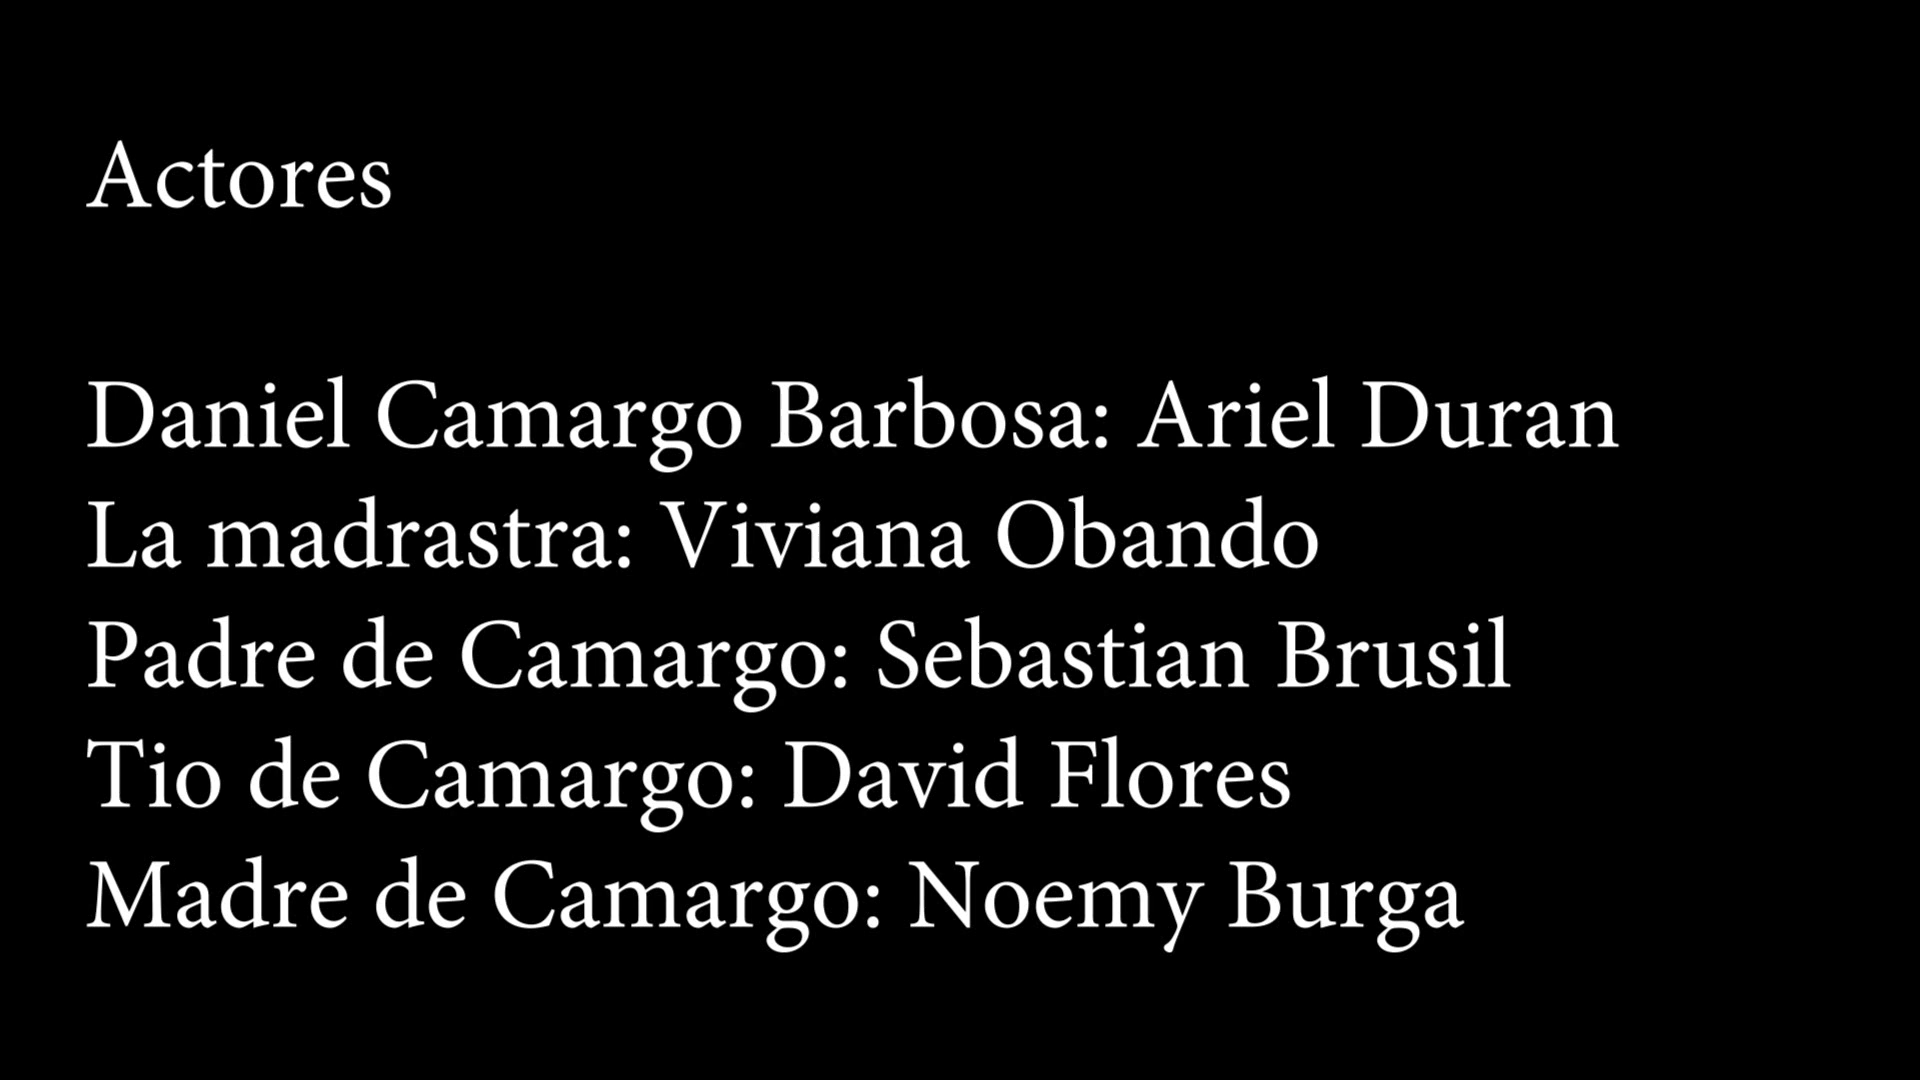 Actores
Daniel Camargo Barbosa: Ariel Duran
La madrastra: Viviana Obando
Padre de Camargo: Sebastian Brusil
Tio de Camargo: David Flores
Madre de Camargo: Noemy Burga